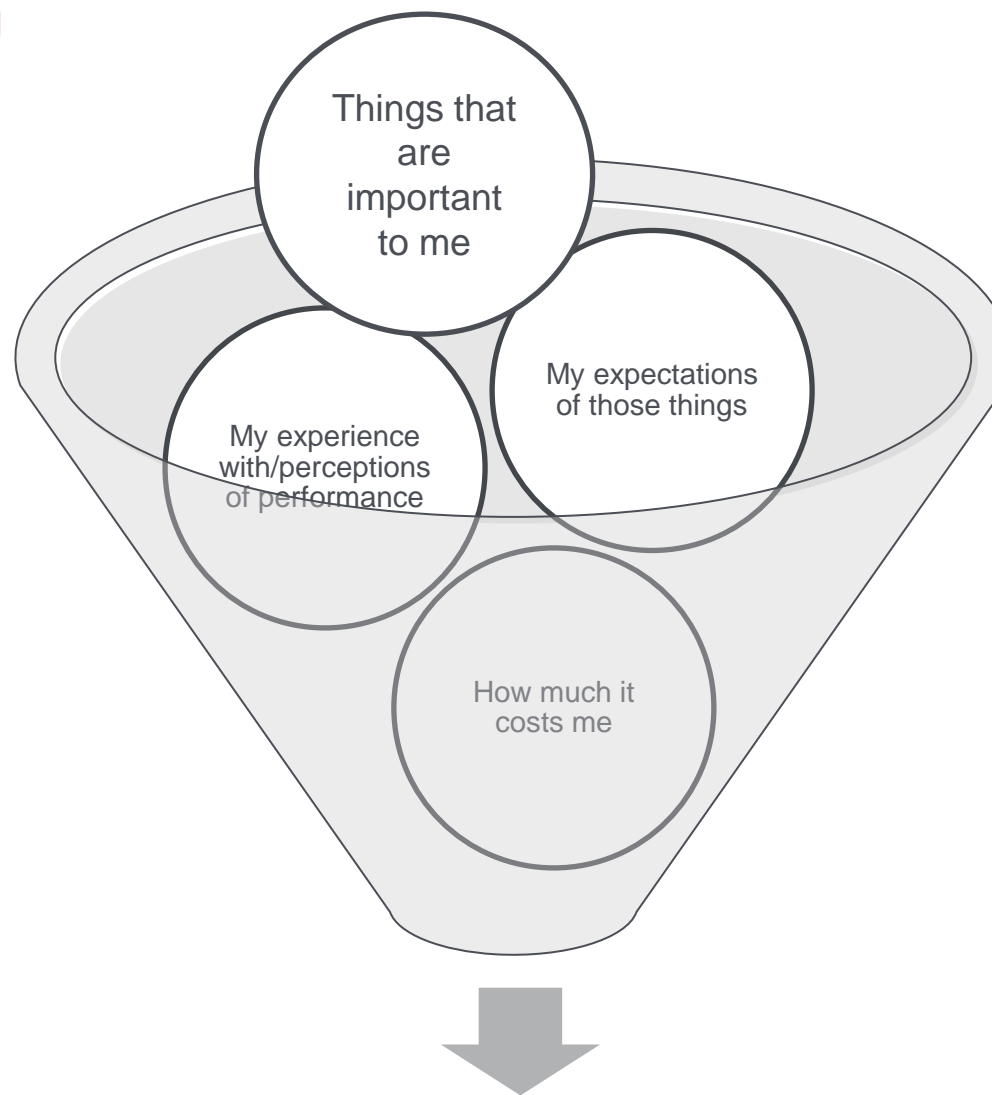 Things that
are
important
to me
My expectations
of those things
My experience
with/perceptions
of performance
How much it
costs me